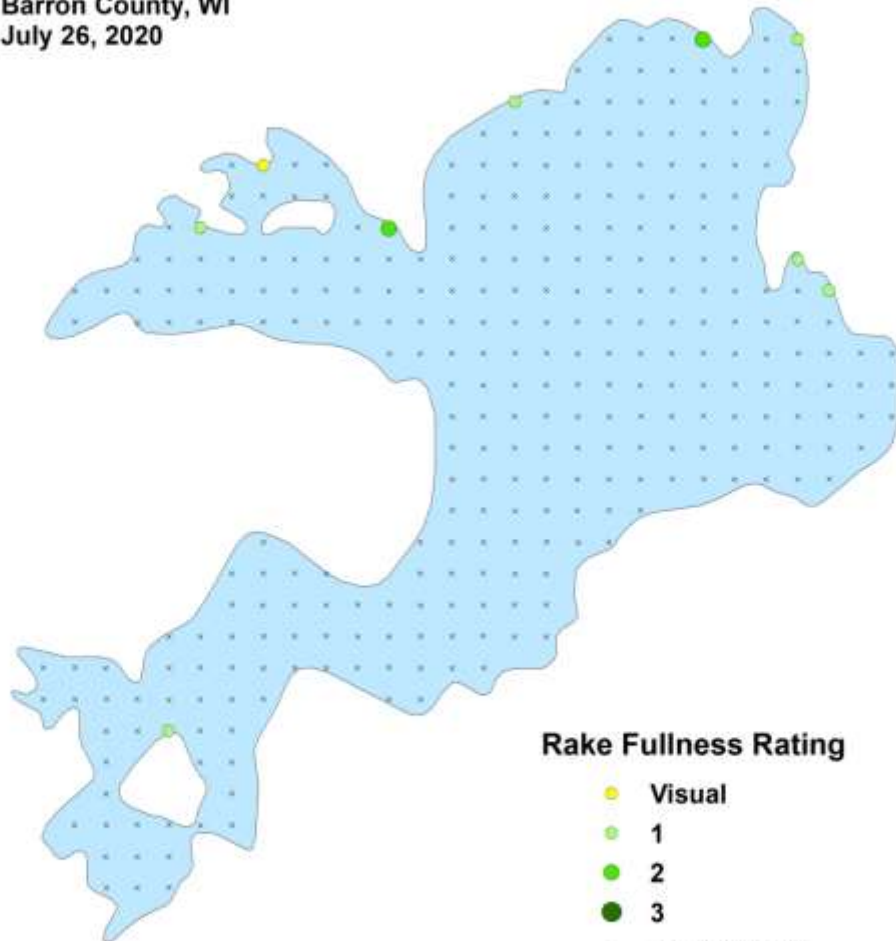 Barron County, WI
July 26, 2020
Rake Fullness Rating
Visual
1
2
3